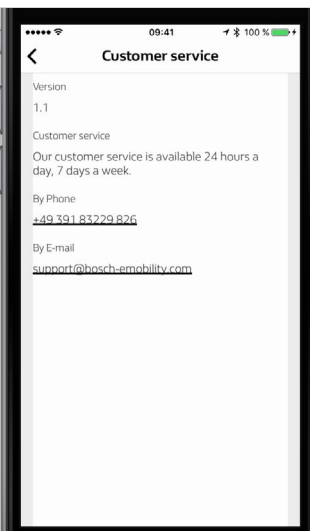 09:41 100 %
Customer service
Version
1.1
Customer service
Our customer service is available 24 hours a
day, 7 days a week.
By Phone
+49 391 83229 826
By E-mail
support@bosch-emobility.com